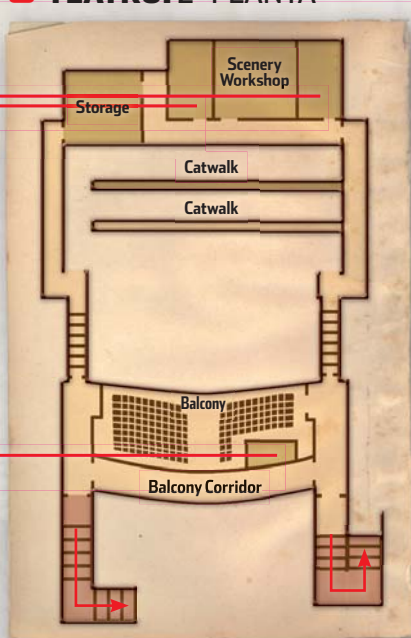 Scenery
Workshop
Storage
Catwalk
Catwalk
Balcony
Balcony Corridor